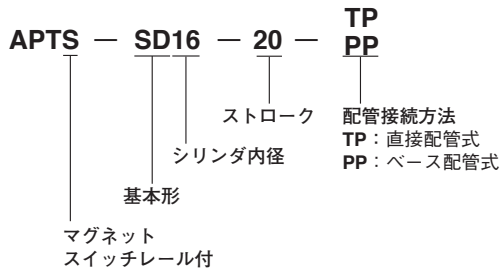 APTS — SD16 — 20 — TP
PP
ストローク
配管接続方法
TP：直接配管式
PP：ベース配管式
シリンダ内径
基本形
マグネット
スイッチレール付